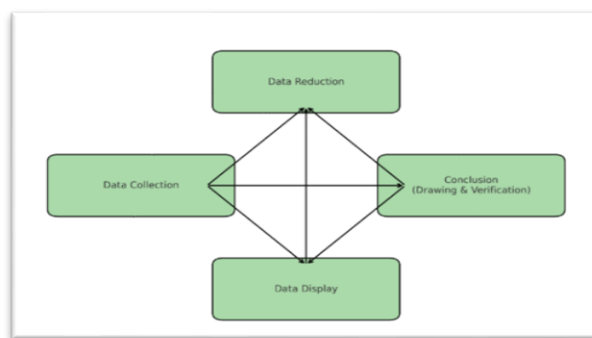 Data Reduction
Data Collection
Conclusion
(Drawing & Verification)
Data Display